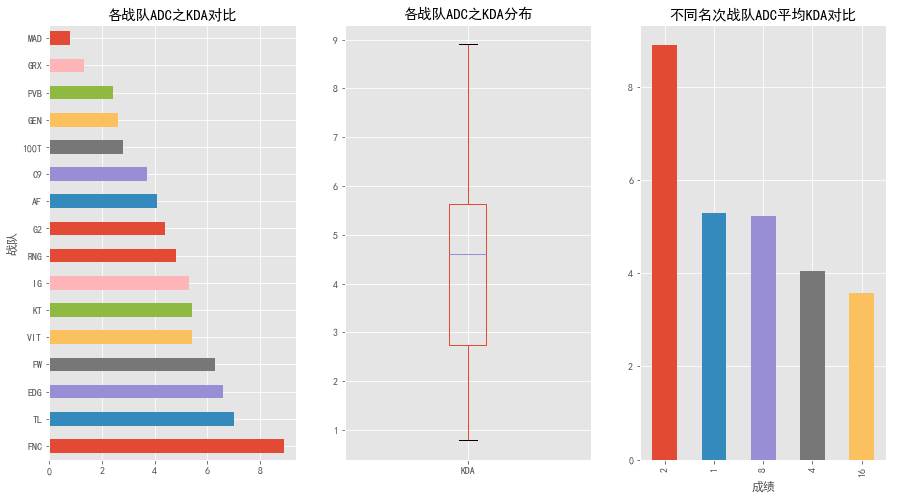 各战队ADC之KDA对比
战队
MAD
GRX
PVB
GEN
100T
C9
AF
G2
RNG
IG
KT
VIT
FW
EDG
TL
FNC
0 2 4 6 8
各战队ADC之KDA分布
9
8
7
6
5
4
3
2
1
KDA
不同名次战队ADC平均KDA对比
8
6
4
2
0
2 1 8 4 16
成绩